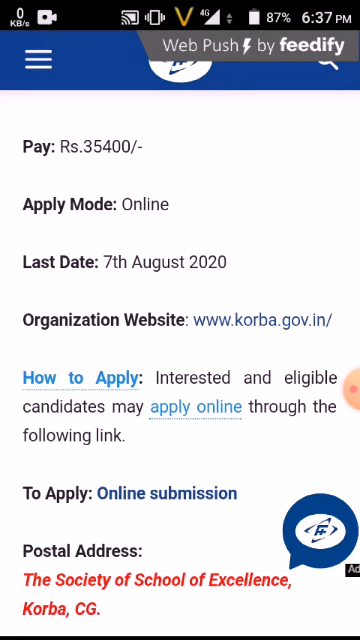 0
KB/s
4G
87%
6:37 PM
Web Push by feedify
Pay: Rs.35400/-
Apply Mode: Online
Last Date: 7th August 2020
Organization Website: www.korba.gov.in/
How to Apply: Interested and eligible
candidates may apply online through the
following link.
To Apply: Online submission
Postal Address:
The Society of School of Excellence,
Korba, CG.